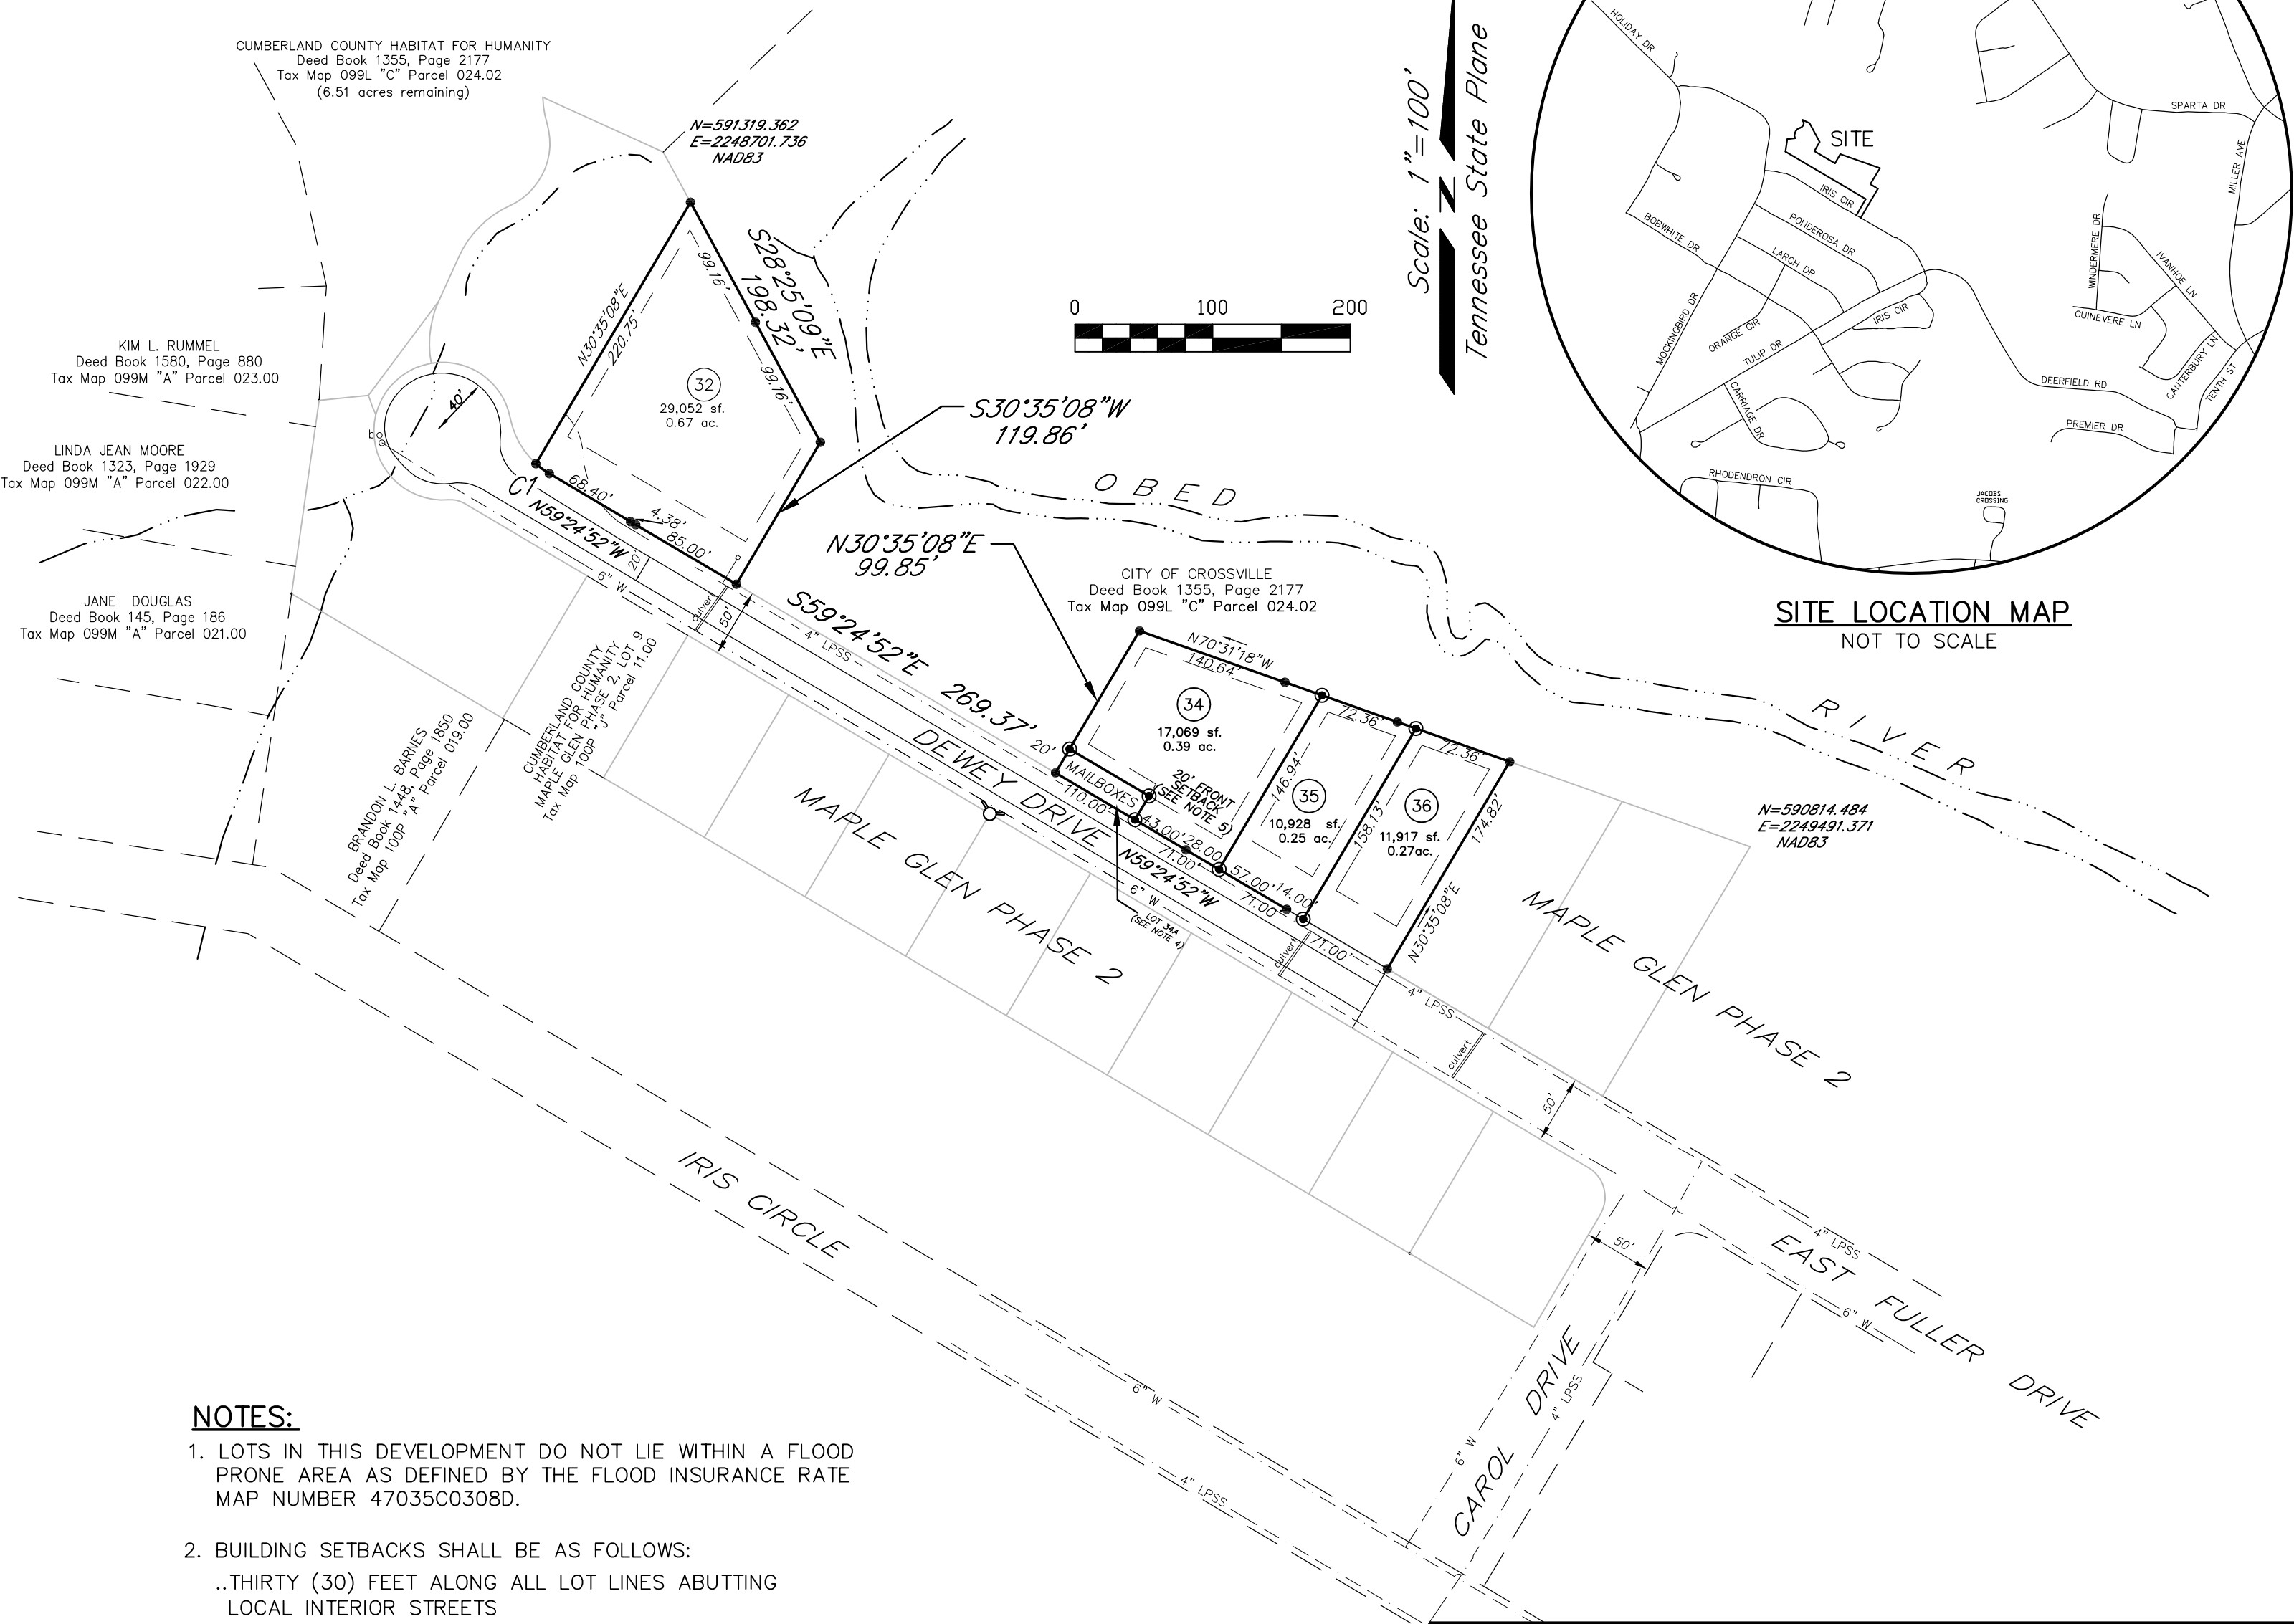 CUMBERLAND COUNTY HABITAT FOR HUMANITY
Deed Book 1355, Page 2177
Tax Map 099L "C" Parcel 024.02
(6.51 acres remaining)
N=591319.362
E=2248701.736
NAD83
KIM L. RUMMEL
Deed Book 1580, Page 880
Tax Map 099M "A" Parcel 023.00
LINDA JEAN MOORE
Deed Book 1323, Page 1929
Tax Map 099M "A" Parcel 022.00
JANE DOUGLAS
Deed Book 145, Page 186
Tax Map 099M "A" Parcel 021.00
BRANDON L. BARNES
Deed Book 1448, Page 1850
Tax Map 100P "A" Parcel 019.00
CUMBERLAND COUNTY
HABITAT FOR HUMANITY
MAPLE GLEN PHASE 2, LOT 9
Tax Map 100P "J" Parcel 11.00
40'
N30°35'08"E
220.75'
99.16'
S28°25'09"E
198.32'
99.16'
32
29,052 sf.
0.67 ac.
C1
68.40'
4.38'
85.00'
N59°24'52"W
20'
6" W
culvert
50'
S30°35'08"W
119.86'
0 100 200
Scale: 1"=100'
N
Tennessee State Plane
OBED
RIVER
N30°35'08"E
99.85'
CITY OF CROSSVILLE
Deed Book 1355, Page 2177
Tax Map 099L "C" Parcel 024.02
S59°24'52"E 269.37'
4" LPSS
N70°31'18"W
140.64'
34
17,069 sf.
0.39 ac.
20' FRONT
SETBACK
(SEE NOTE 5)
20'
MAILBOXES
110.00'
43.00'
28.00'
71.00'
N59°24'52"W
6" W
LOT 34A
(SEE NOTE 4)
72.36'
146.94'
35
10,928 sf.
0.25 ac.
57.00'
14.00'
71.00'
72.36'
158.13'
36
11,917 sf.
0.27ac.
174.82'
71.00'
N30°35'08"E
culvert
4" LPSS
culvert
50'
DEWEY DRIVE
MAPLE GLEN PHASE 2
MAPLE GLEN PHASE 2
N=590814.484
E=2249491.371
NAD83
IRIS CIRCLE
6" W
4" LPSS
50'
CAROL DRIVE
6" W
4" LPSS
EAST FULLER DRIVE
4" LPSS
6" W
HOLIDAY DR
SPARTA DR
MILLER AVE
SITE
IRIS CIR
PONDEROSA DR
BOBWHITE DR
LARCH DR
WINDERMERE DR
IVANHOE LN
GUINEVERE LN
MOCKINGBIRD DR
ORANGE CIR
TULIP DR
IRIS CIR
CANTERBURY LN
TENTH ST
DEERFIELD RD
CARRIAGE DR
PREMIER DR
RHODENDRON CIR
JACOBS
CROSSING
SITE LOCATION MAP
NOT TO SCALE
NOTES:
1. LOTS IN THIS DEVELOPMENT DO NOT LIE WITHIN A FLOOD
PRONE AREA AS DEFINED BY THE FLOOD INSURANCE RATE
MAP NUMBER 47035C0308D.
2. BUILDING SETBACKS SHALL BE AS FOLLOWS:
..THIRTY (30) FEET ALONG ALL LOT LINES ABUTTING
LOCAL INTERIOR STREETS